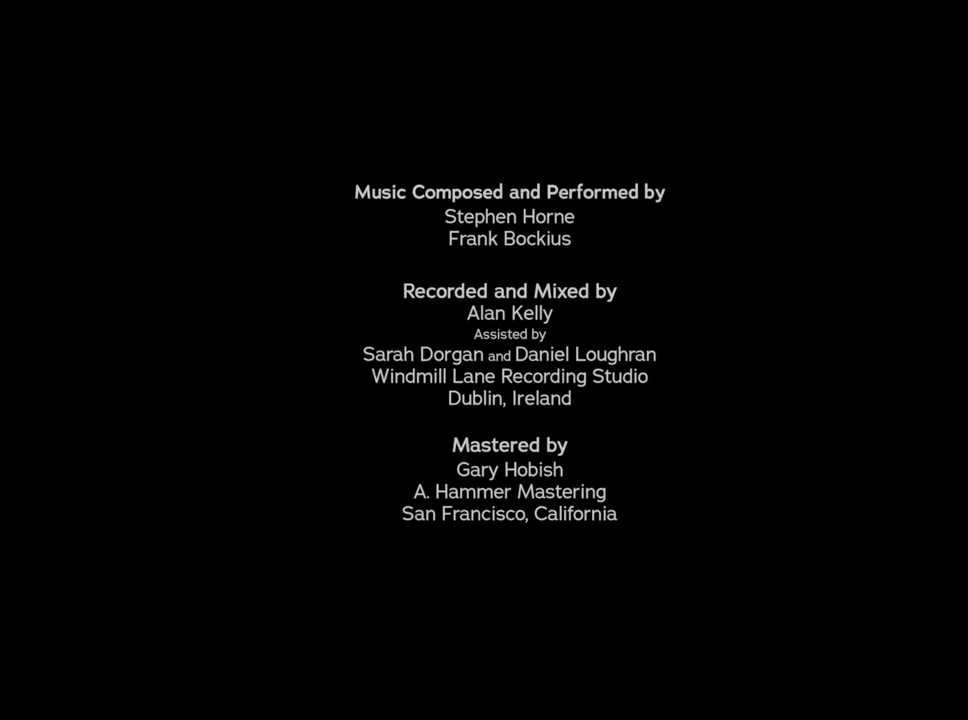 Music Composed and Performed by
Stephen Horne
Frank Bockius
Recorded and Mixed by
Alan Kelly
Assisted by
Sarah Dorgan and Daniel Loughran
Windmill Lane Recording Studio
Dublin, Ireland
Mastered by
Gary Hobish
A. Hammer Mastering
San Francisco, California